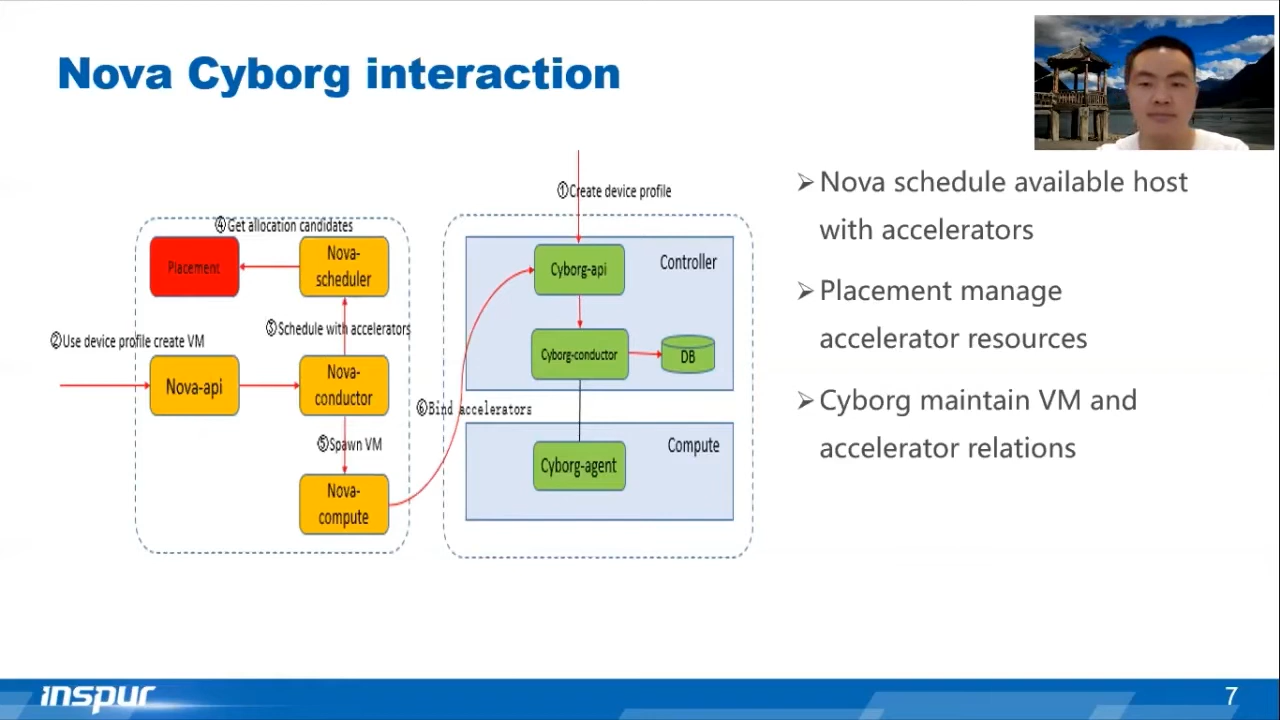 Nova Cyborg interaction
①Create device profile
④Get allocation candidates
Placement
Nova-
scheduler
③Schedule with accelerators
②Use device profile create VM
Nova-api
Nova-
conductor
⑤Spawn VM
Nova-
compute
⑥Bind accelerators
Cyborg-api
Controller
Cyborg-conductor
DB
Compute
Cyborg-agent
➢Nova schedule available host
with accelerators
➢Placement manage
accelerator resources
➢Cyborg maintain VM and
accelerator relations
inspur
7